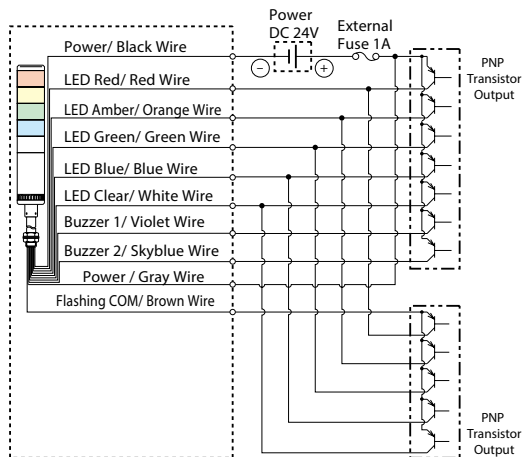 Power
DC 24V
External
Fuse 1A
Power/ Black Wire
− +
PNP
Transistor
Output
LED Red/ Red Wire
LED Amber/ Orange Wire
LED Green/ Green Wire
LED Blue/ Blue Wire
LED Clear/ White Wire
Buzzer 1/ Violet Wire
Buzzer 2/ Skyblue Wire
Power / Gray Wire
Flashing COM/ Brown Wire
PNP
Transistor
Output